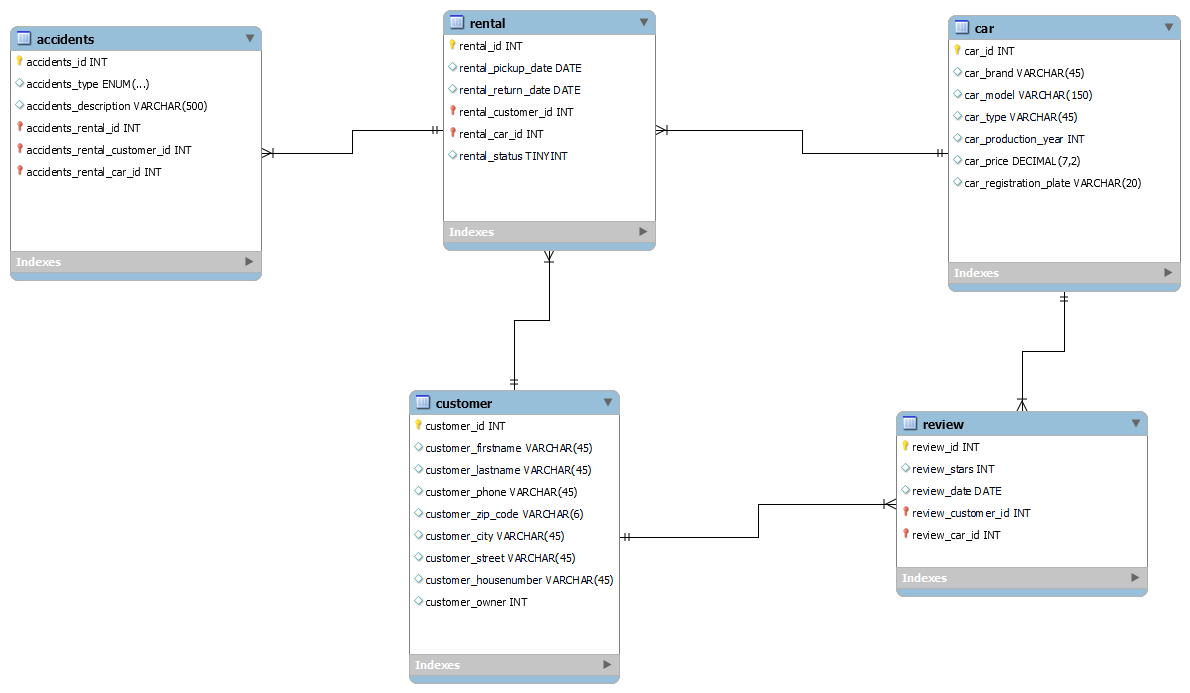 accidents
accidents_id INT
accidents_type ENUM(...)
accidents_description VARCHAR(500)
accidents_rental_id INT
accidents_rental_customer_id INT
accidents_rental_car_id INT
Indexes
rental
rental_id INT
rental_pickup_date DATE
rental_return_date DATE
rental_customer_id INT
rental_car_id INT
rental_status TINYINT
Indexes
car
car_id INT
car_brand VARCHAR(45)
car_model VARCHAR(150)
car_type VARCHAR(45)
car_production_year INT
car_price DECIMAL(7,2)
car_registration_plate VARCHAR(20)
Indexes
customer
customer_id INT
customer_firstname VARCHAR(45)
customer_lastname VARCHAR(45)
customer_phone VARCHAR(45)
customer_zip_code VARCHAR(6)
customer_city VARCHAR(45)
customer_street VARCHAR(45)
customer_housenumber VARCHAR(45)
customer_owner INT
Indexes
review
review_id INT
review_stars INT
review_date DATE
review_customer_id INT
review_car_id INT
Indexes